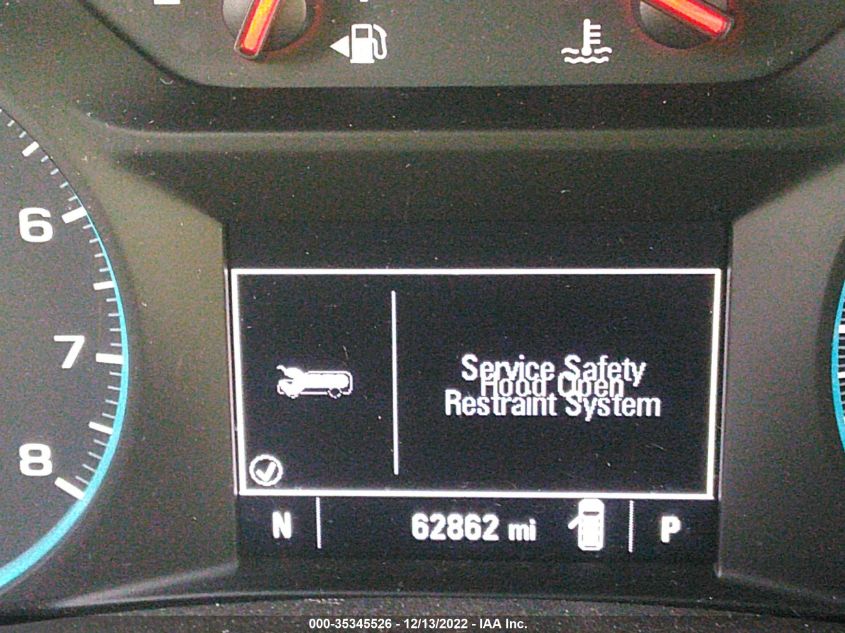 6
7
8
Service Safety
Hood Open
Restraint System
N
62862 mi
P
000-35345526 - 12/13/2022 - IAA Inc.